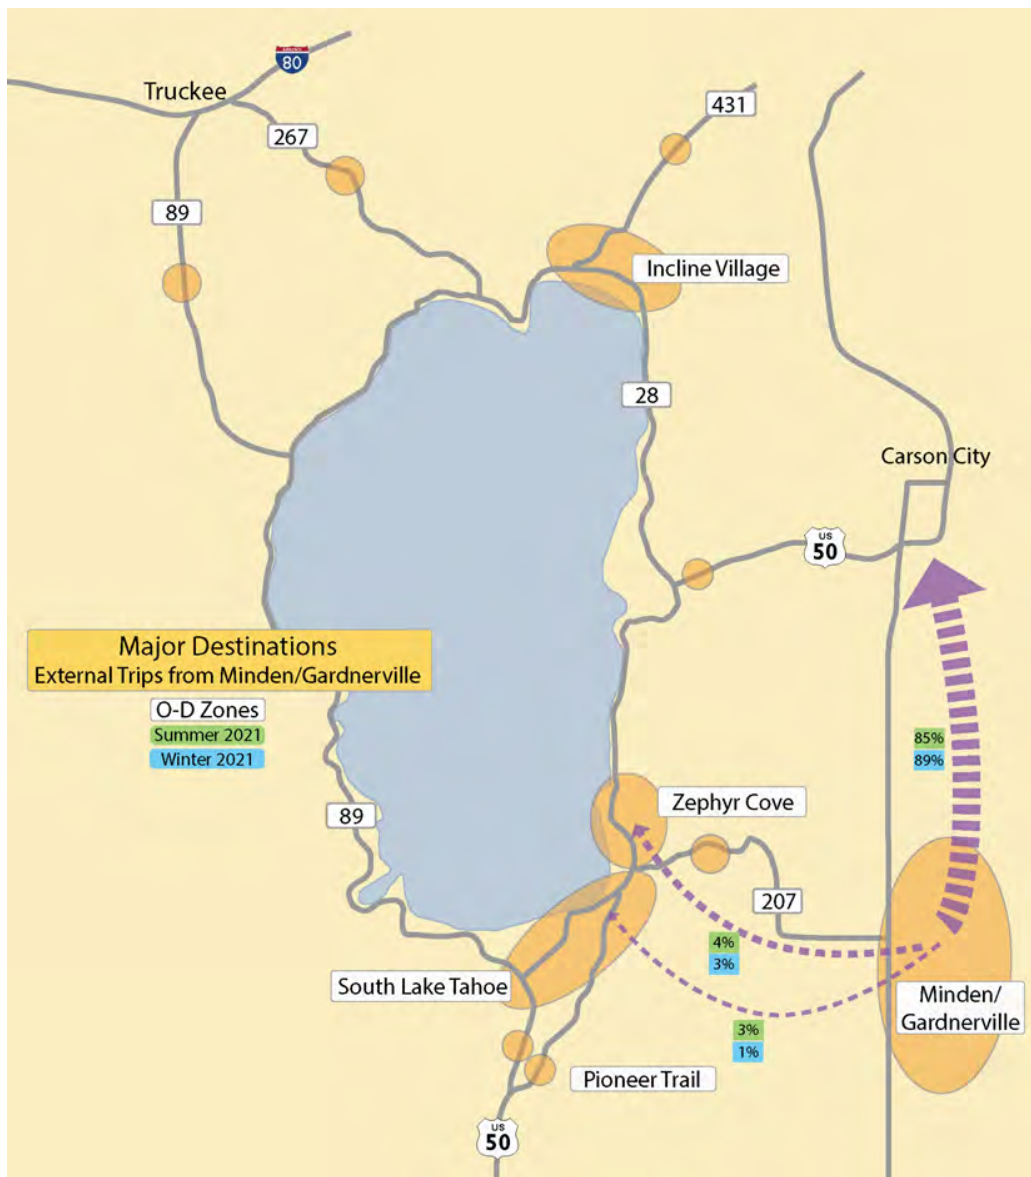 80
Truckee
431
267
89
Incline Village
28
Carson City
US
50
Major Destinations
External Trips from Minden/Gardnerville
O-D Zones
Summer 2021
Winter 2021
85%
89%
Zephyr Cove
89
207
4%
3%
South Lake Tahoe
Minden/
Gardnerville
3%
1%
Pioneer Trail
US
50